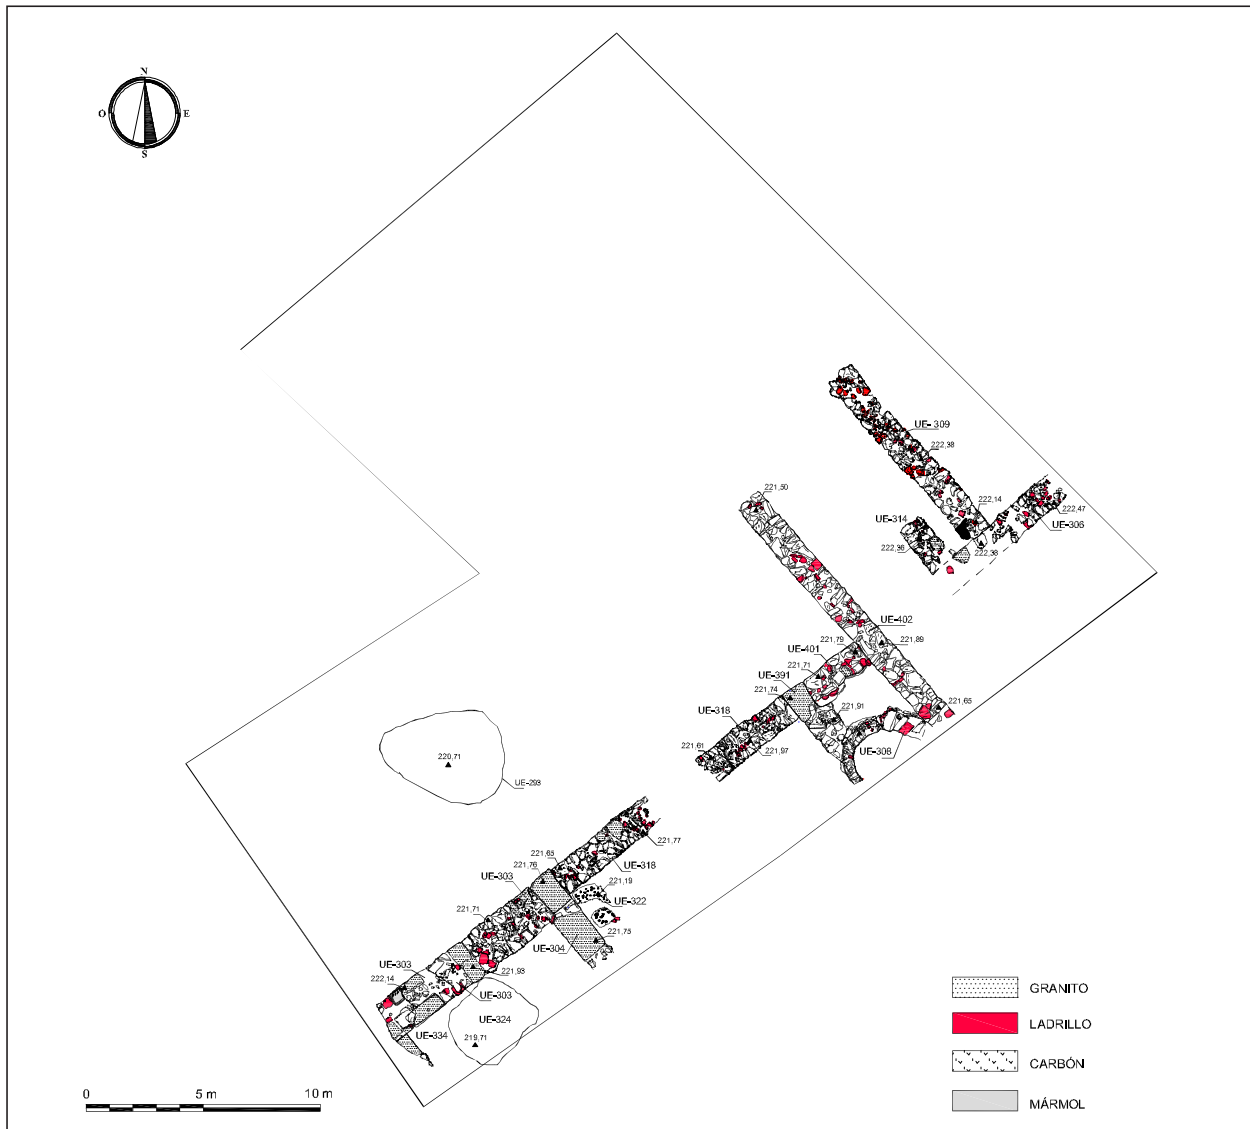 N
O E
S
UE- 309
222,38
221,50
222,14
UE-314
222,47
UE-306
222,36
222,38
UE-402
221,79
221,89
UE-401
221,71
UE-391
221,74
221,65
UE-318
221,91
221,61
221,97
UE-308
220,71
UE-293
221,77
221,65
221,76
UE-318
UE-303
221,19
UE-322
221,71
UE-304
221,75
UE-303
222,14
221,93
UE-303
UE-324
UE-334
219,71
GRANITO
LADRILLO
CARBÓN
MÁRMOL
0 5 m 10 m